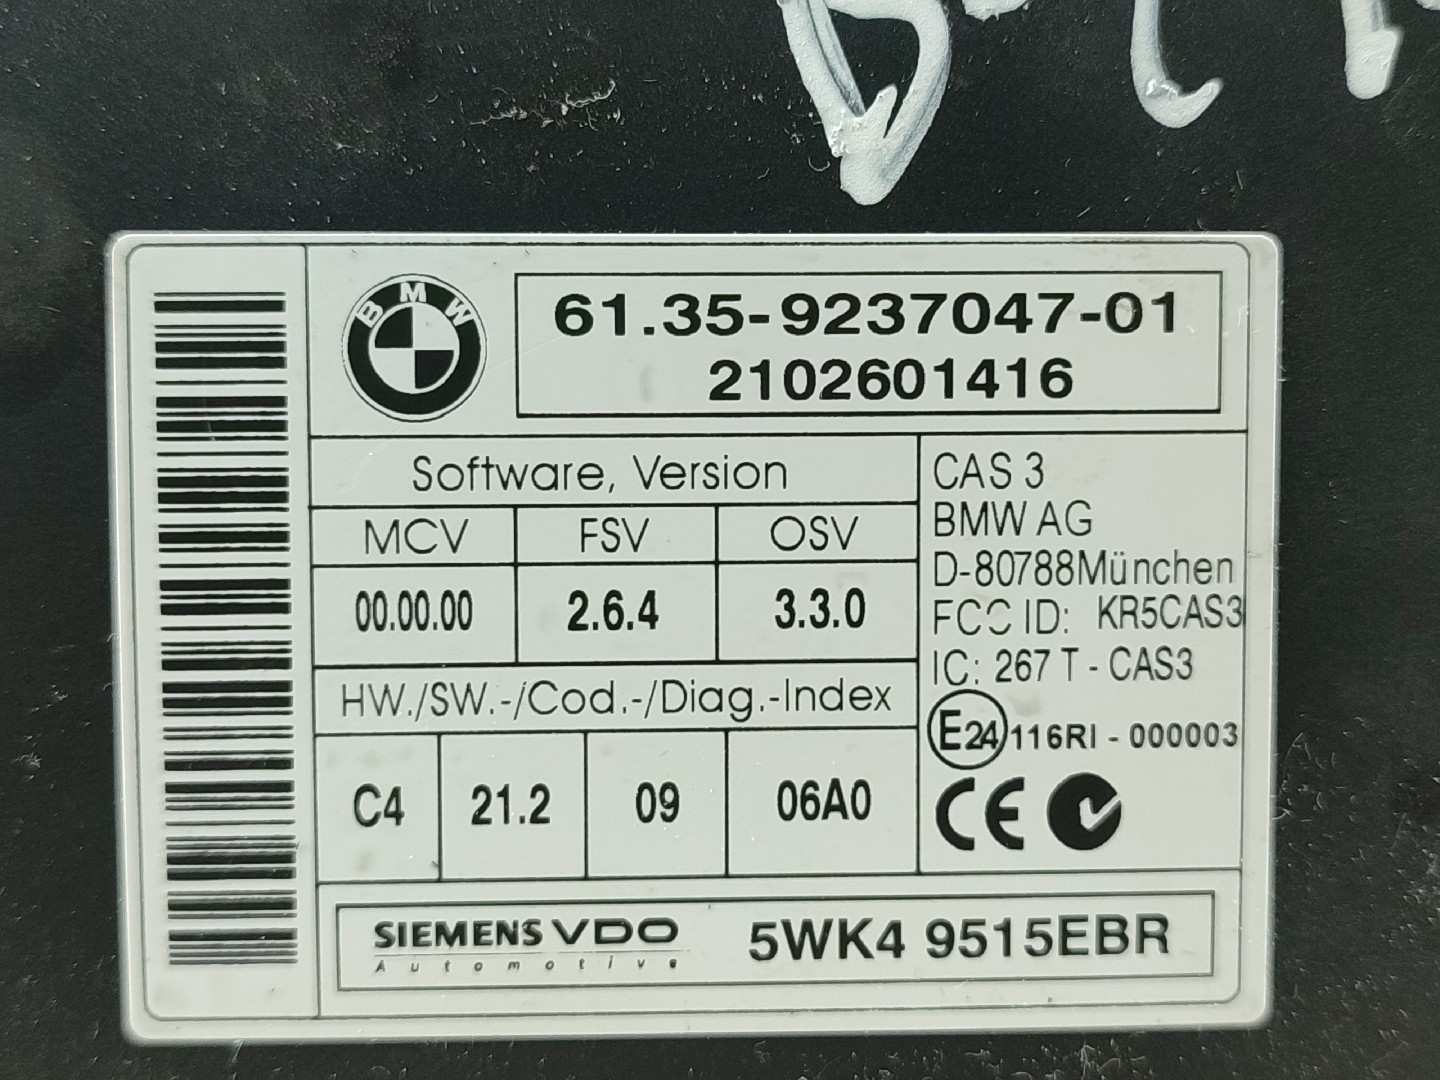 BMW
61.35-9237047-01
2102601416
Software, Version
MCV FSV OSV
00.00.00 2.6.4 3.3.0
HW./SW.-/Cod.-/Diag.-Index
C4 21.2 09 06A0
CAS 3
BMW AG
D-80788München
FCC ID: KR5CAS3
IC: 267 T - CAS3
E24 116RI - 000003
CE
SIEMENS VDO
Automotive
5WK4 9515EBR